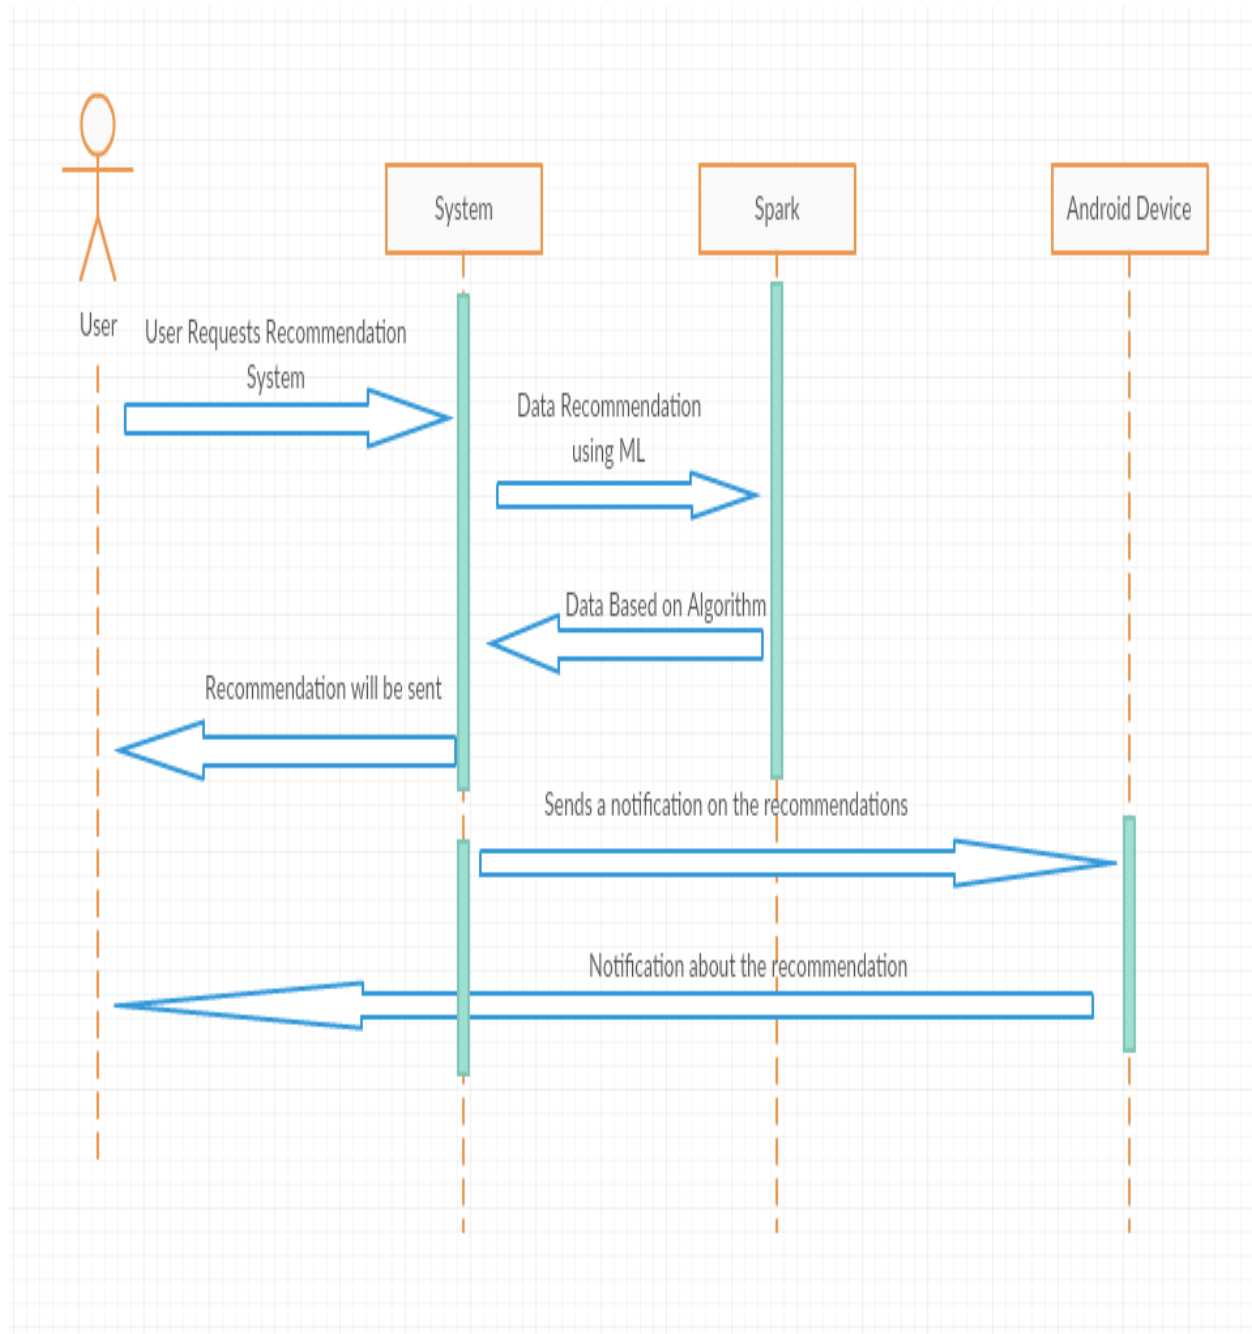 System
Spark
Android Device
User
User Requests Recommendation
System
Data Recommendation
using ML
Data Based on Algorithm
Recommendation will be sent
Sends a notification on the recommendations
Notification about the recommendation